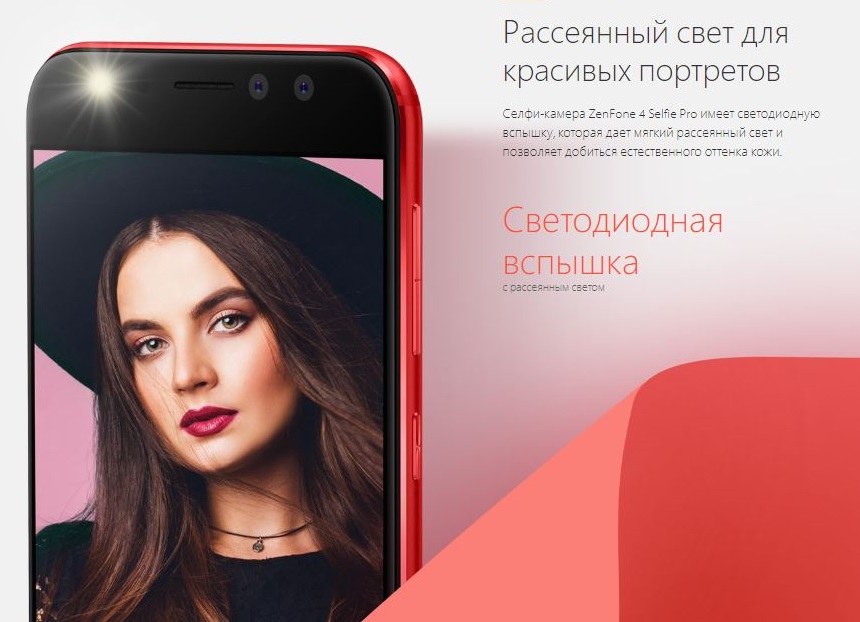 Рассеянный свет для
красивых портретов
Селфи-камера ZenFone 4 Selfie Pro имеет светодиодную
вспышку, которая дает мягкий рассеянный свет и
позволяет добиться естественного оттенка кожи.
Светодиодная
вспышка
с рассеянным светом